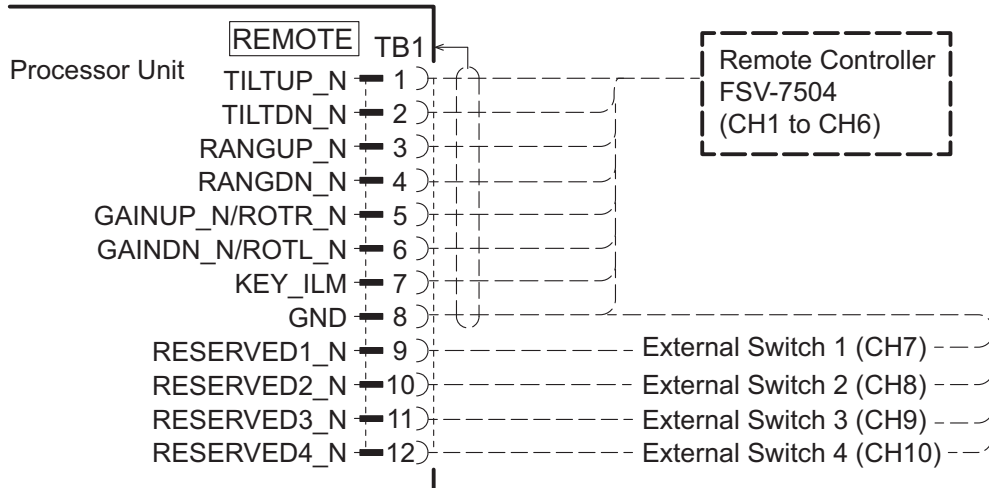 REMOTE TB1
Processor Unit
TILTUP_N 1
TILTDN_N 2
RANGUP_N 3
RANGDN_N 4
GAINUP_N/ROTR_N 5
GAINDN_N/ROTL_N 6
KEY_ILM 7
GND 8
RESERVED1_N 9 External Switch 1 (CH7)
RESERVED2_N 10 External Switch 2 (CH8)
RESERVED3_N 11 External Switch 3 (CH9)
RESERVED4_N 12 External Switch 4 (CH10)
Remote Controller
FSV-7504
(CH1 to CH6)